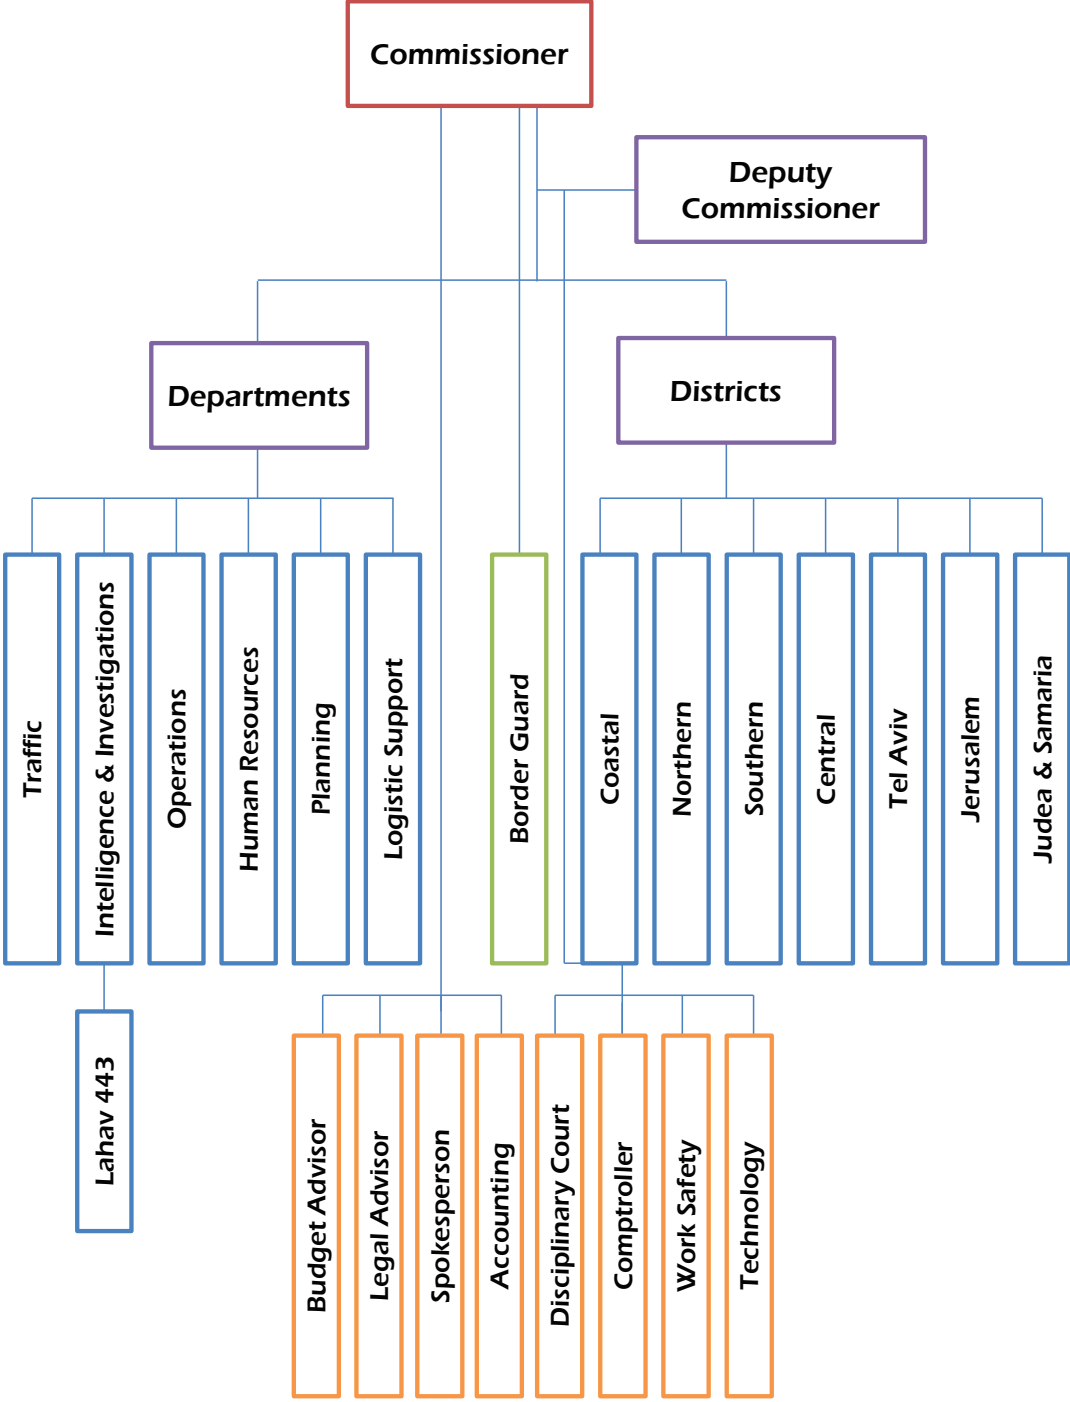 Commissioner
Deputy
Commissioner
Departments
Districts
Traffic
Intelligence & Investigations
Operations
Human Resources
Planning
Logistic Support
Border Guard
Coastal
Northern
Southern
Central
Tel Aviv
Jerusalem
Judea & Samaria
Lahav 443
Budget Advisor
Legal Advisor
Spokesperson
Accounting
Disciplinary Court
Comptroller
Work Safety
Technology